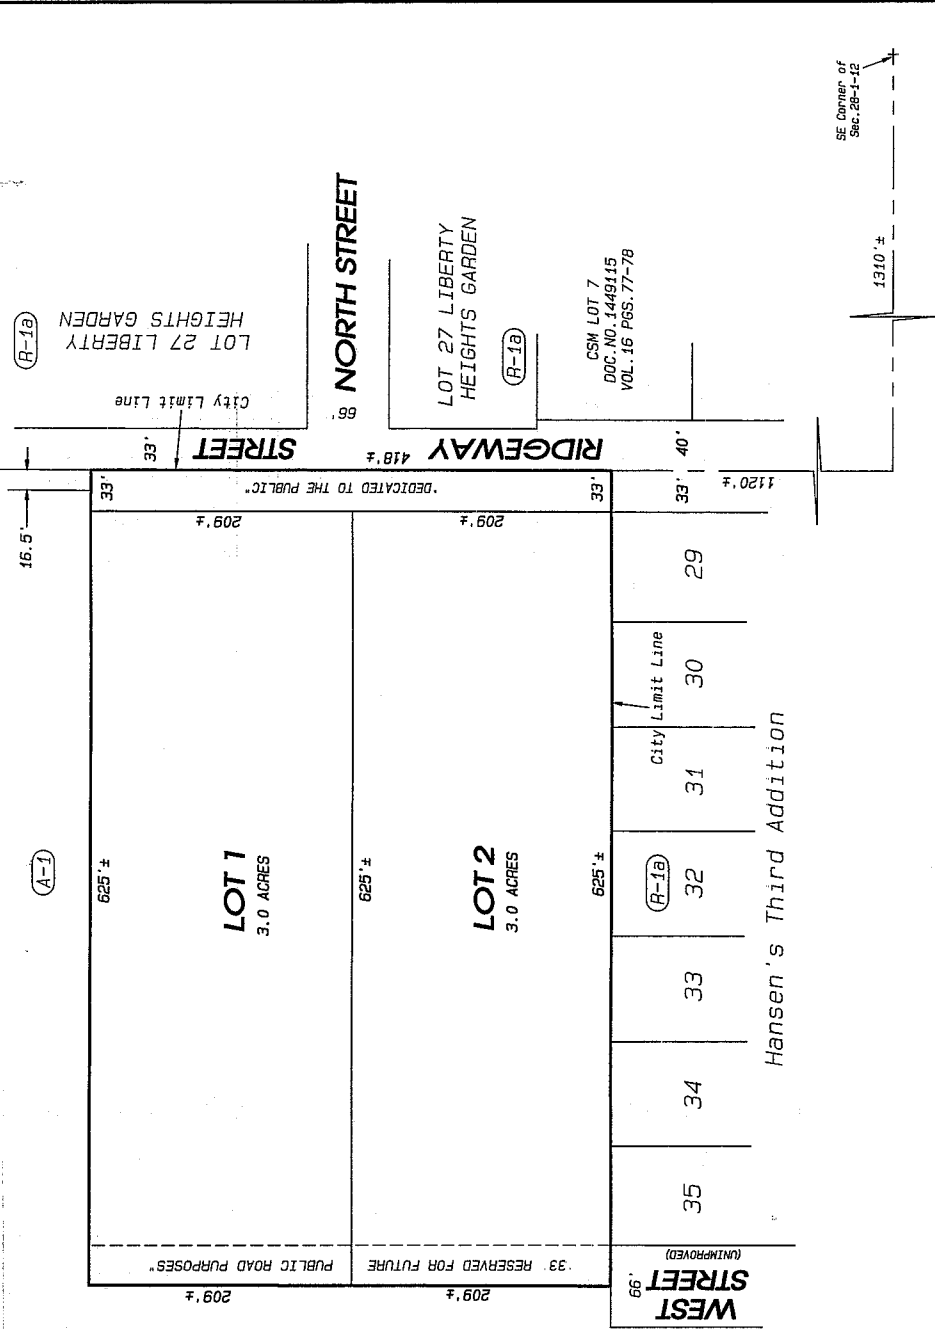 SE Corner of
Sec.28-1-12
1310'±
R-1a
LOT 27 LIBERTY
HEIGHTS GARDEN
City Limit Line
NORTH STREET
66'
LOT 27 LIBERTY
HEIGHTS GARDEN
R-1a
CSM LOT 7
DOC.NO.1449115
VOL.16 PGS.77-78
33'
RIDGEWAY STREET
418'±
40'
16.5'
33'
"DEDICATED TO THE PUBLIC"
33'
33'
1120'±
209'±
209'±
A-1
625'±
LOT 1
3.0 ACRES
625'±
LOT 2
3.0 ACRES
625'±
City Limit Line
R-1a
29
30
31
32
33
34
35
Hansen's Third Addition
"33' RESERVED FOR FUTURE PUBLIC ROAD PURPOSES"
209'±
209'±
66'
WEST
STREET
(UNIMPROVED)